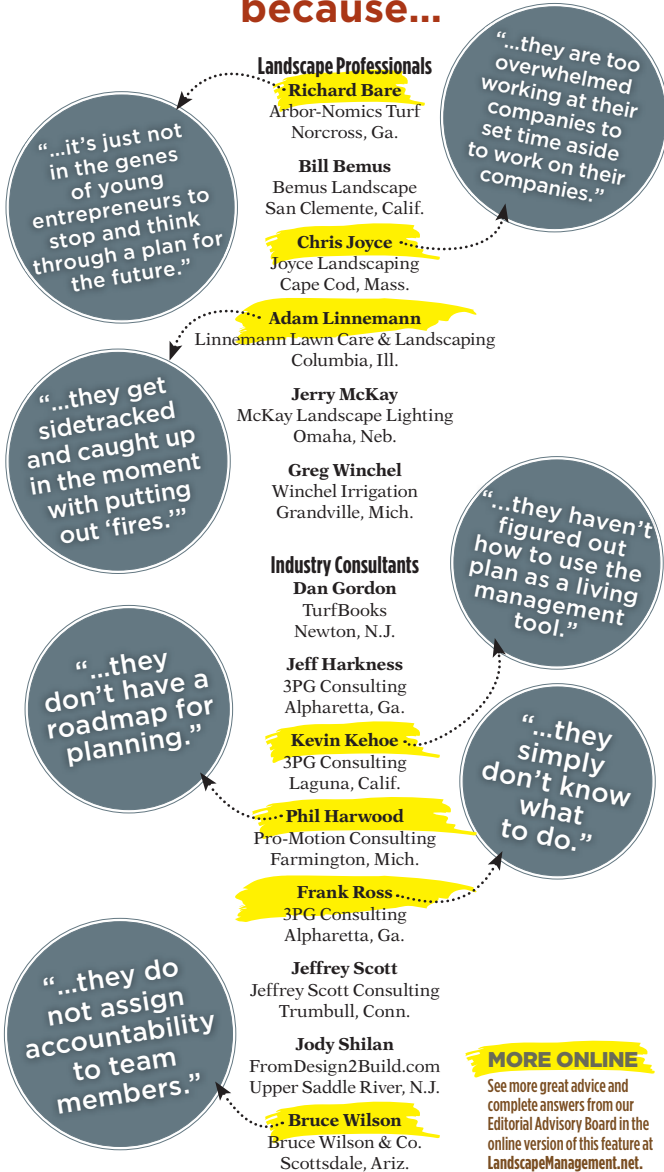 because...
Landscape Professionals
Richard Bare
Arbor-Nomics Turf
Norcross, Ga.
Bill Bemus
Bemus Landscape
San Clemente, Calif.
Chris Joyce
Joyce Landscaping
Cape Cod, Mass.
Adam Linnemann
Linnemann Lawn Care & Landscaping
Columbia, Ill.
Jerry McKay
McKay Landscape Lighting
Omaha, Neb.
Greg Winchel
Winchel Irrigation
Grandville, Mich.
Industry Consultants
Dan Gordon
TurfBooks
Newton, N.J.
Jeff Harkness
3PG Consulting
Alpharetta, Ga.
Kevin Kehoe
3PG Consulting
Laguna, Calif.
Phil Harwood
Pro-Motion Consulting
Farmington, Mich.
Frank Ross
3PG Consulting
Alpharetta, Ga.
Jeffrey Scott
Jeffrey Scott Consulting
Trumbull, Conn.
Jody Shilan
FromDesign2Build.com
Upper Saddle River, N.J.
Bruce Wilson
Bruce Wilson & Co.
Scottsdale, Ariz.
“...it’s just not
in the genes
of young
entrepreneurs to
stop and think
through a plan for
the future.”
“...they are too
overwhelmed
working at their
companies to
set time aside
to work on their
companies.”
“...they get
sidetracked
and caught up
in the moment
with putting
out ‘fires.’”
“...they haven’t
figured out
how to use the
plan as a living
management
tool.”
“...they
don’t have a
roadmap for
planning.”
“...they
simply
don’t know
what
to do.”
“...they do
not assign
accountability
to team
members.”
MORE ONLINE
See more great advice and
complete answers from our
Editorial Advisory Board in the
online version of this feature at
LandscapeManagement.net.